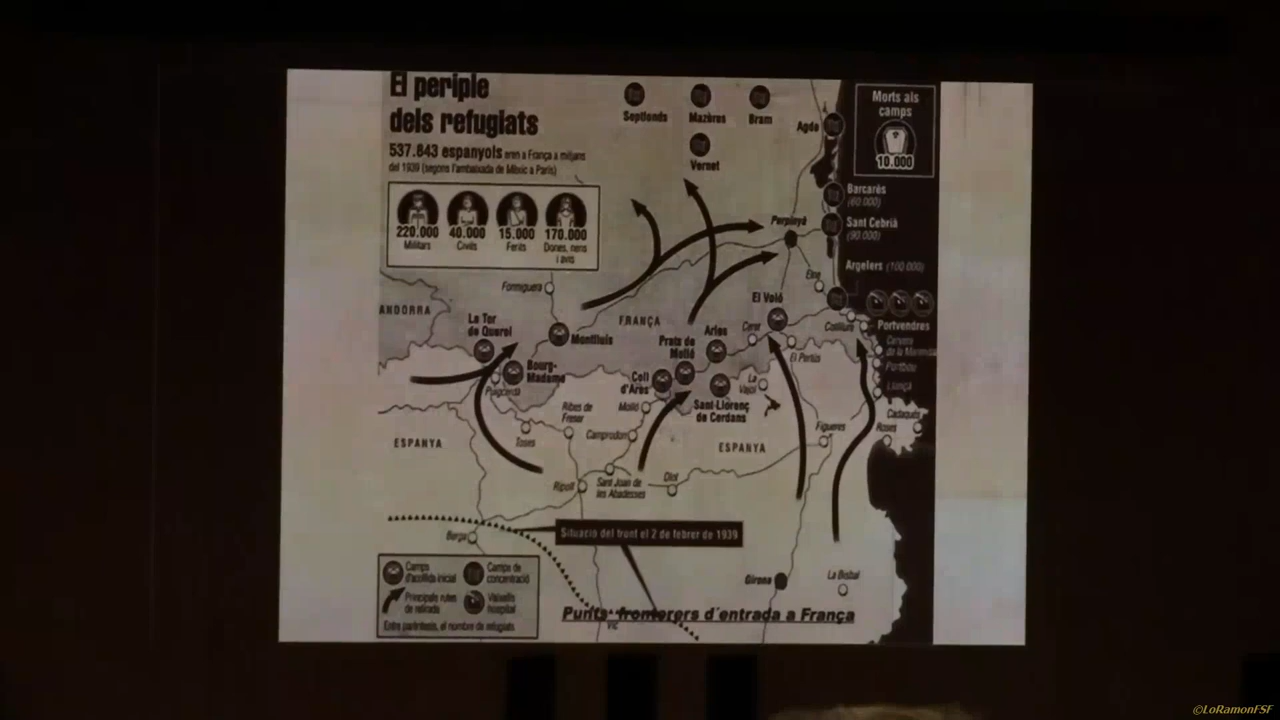 El periple
dels refugiats
537.843 espanyols eren a França a mitjans
del 1939 (segons l'ambaixada de Mèxic a París)
220.000
Militars
40.000
Civils
15.000
Ferits
170.000
Dones, nens
i avis
Septfonds
Mazères
Bram
Vernet
Agde
Morts als
camps
10.000
Barcarès
(60.000)
Sant Cebrià
(90.000)
Argelers (100.000)
Perpinyà
Elna
Formiguera
ANDORRA
La Tor
de Querol
Montlluís
FRANÇA
El Voló
Portvendres
Cotlliure
Cervera
de la Marenda
Portbou
Llançà
Prats de
Molló
Arles
Ceret
El Pertús
Bourg-
Madame
Puigcerdà
Coll
d'Ares
Sant Llorenç
de Cerdans
La
Vajol
Molló
Ribes de
Freser
Toses
Camprodon
ESPANYA
ESPANYA
Figueres
Roses
Cadaqués
Ripoll
Sant Joan de
les Abadesses
Olot
Situació del front el 2 de febrer de 1939
Berga
Girona
La Bisbal
Vic
Camps
d'acollida inicial
Camps de
concentració
Principals rutes
de retirada
Vaixells
hospital
Entre parèntesis, el nombre de refugiats
Punts fronterers d´entrada a França
©LoRamonFSF